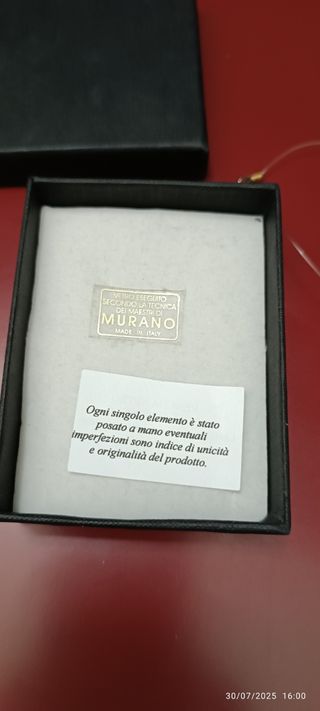 VETRO ESEGUITO
SECONDO LA TECNICA
DEI MAESTRI DI
MURANO
MADE IN ITALY
Ogni singolo elemento è stato
posato a mano eventuali
imperfezioni sono indice di unicità
e originalità del prodotto.
30/07/2025 16:00